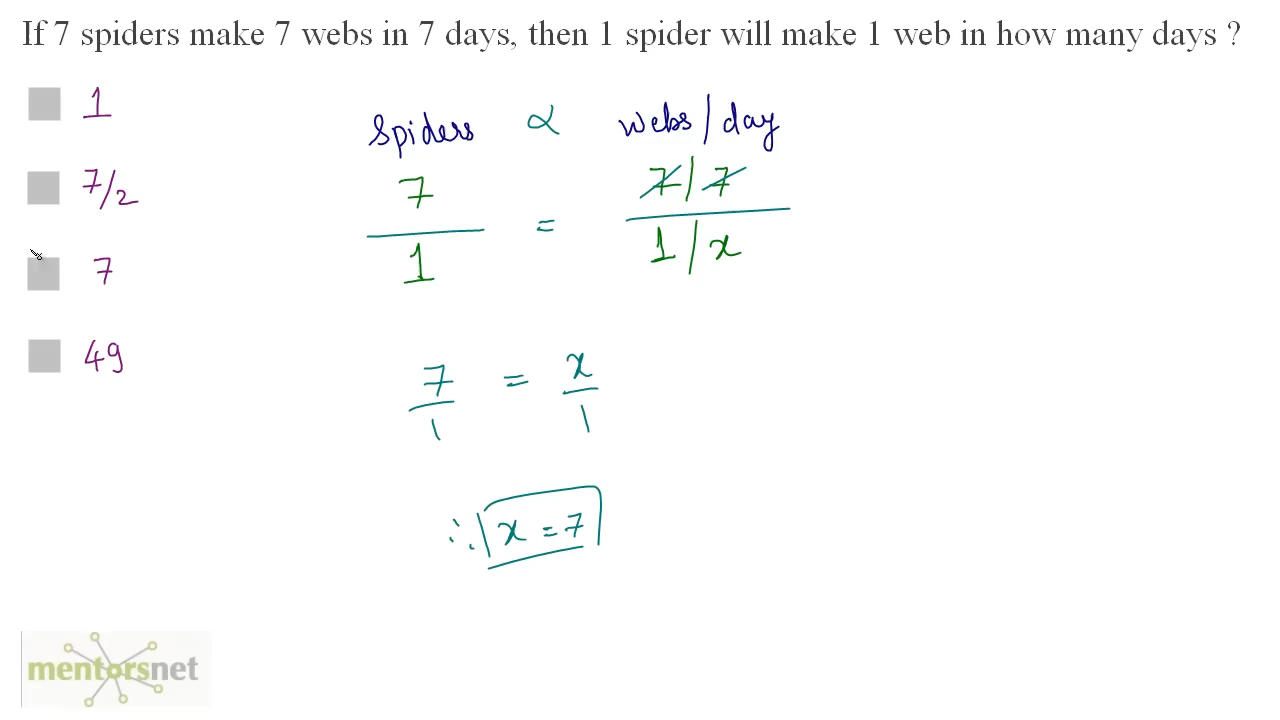 If 7 spiders make 7 webs in 7 days, then 1 spider will make 1 web in how many days ?
1
7/2
7
49
Spiders ∝ webs/day
7/1 = 7/7 / 1/x
7/1 = x/1
∴ x = 7
mentorsnet